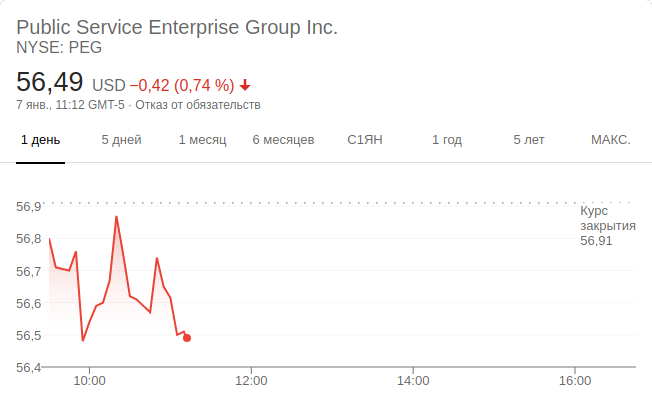 Public Service Enterprise Group Inc.
NYSE: PEG
56,49 USD −0,42 (0,74 %)
7 янв., 11:12 GMT-5 · Отказ от обязательств
1 день 5 дней 1 месяц 6 месяцев С1ЯН 1 год 5 лет МАКС.
56,9
Курс
закрытия
56,91
56,8
56,7
56,6
56,5
56,4
10:00 12:00 14:00 16:00